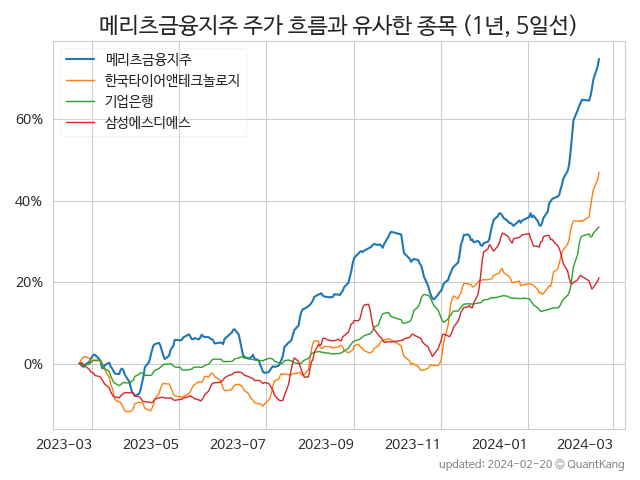 메리츠금융지주 주가 흐름과 유사한 종목 (1년, 5일선)
메리츠금융지주
한국타이어앤테크놀로지
기업은행
삼성에스디에스
60%
40%
20%
0%
2023-03 2023-05 2023-07 2023-09 2023-11 2024-01 2024-03
updated: 2024-02-20 © QuantKang